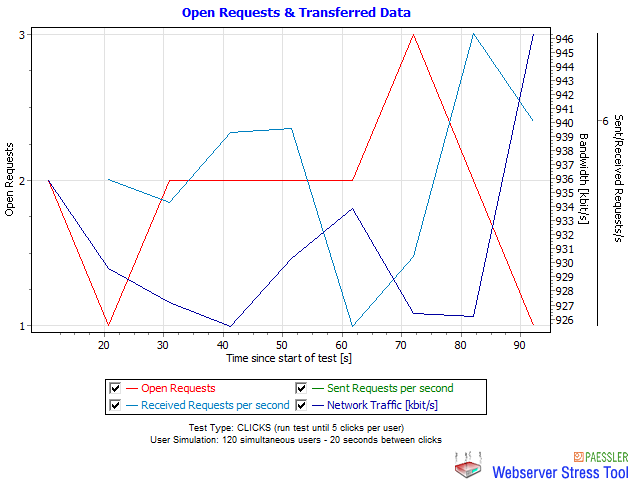 Open Requests & Transferred Data
3
2
1
Open Requests
946
945
944
943
942
941
940
939
938
937
936
935
934
933
932
931
930
929
928
927
926
Bandwidth [kbit/s]
6
Sent/Received Requests/s
20 30 40 50 60 70 80 90
Time since start of test [s]
Open Requests Sent Requests per second
Received Requests per second Network Traffic [kbit/s]
Test Type: CLICKS (run test until 5 clicks per user)
User Simulation: 120 simultaneous users - 20 seconds between clicks
PAESSLER
Webserver Stress Tool